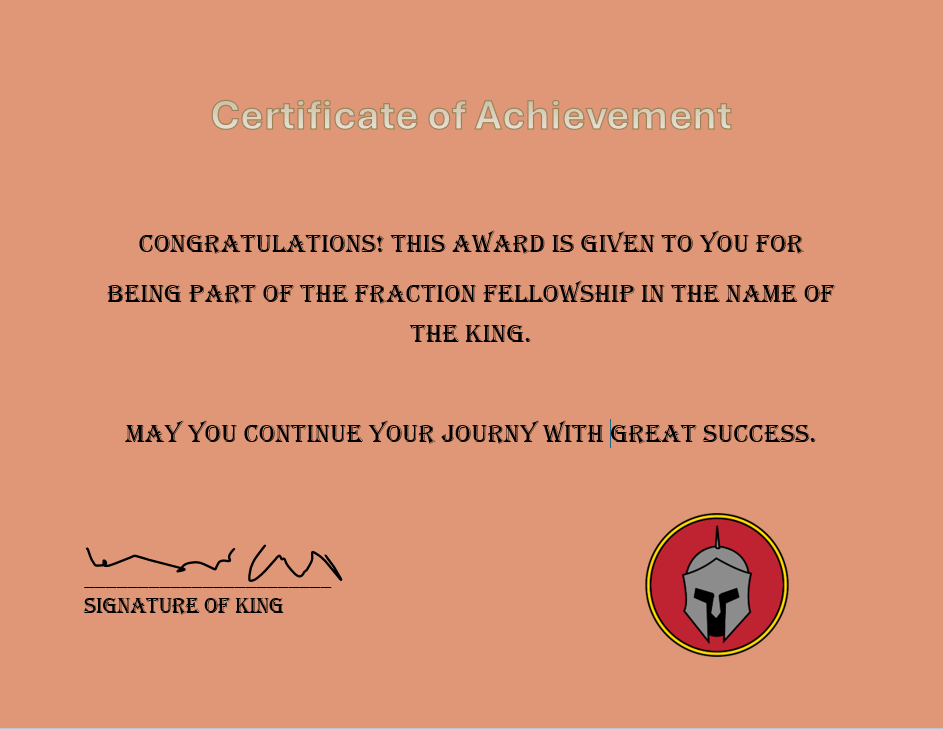 Certificate of Achievement
CONGRATULATIONS! THIS AWARD IS GIVEN TO YOU FOR
BEING PART OF THE FRACTION FELLOWSHIP IN THE NAME OF
THE KING.
MAY YOU CONTINUE YOUR JOURNY WITH GREAT SUCCESS.
SIGNATURE OF KING